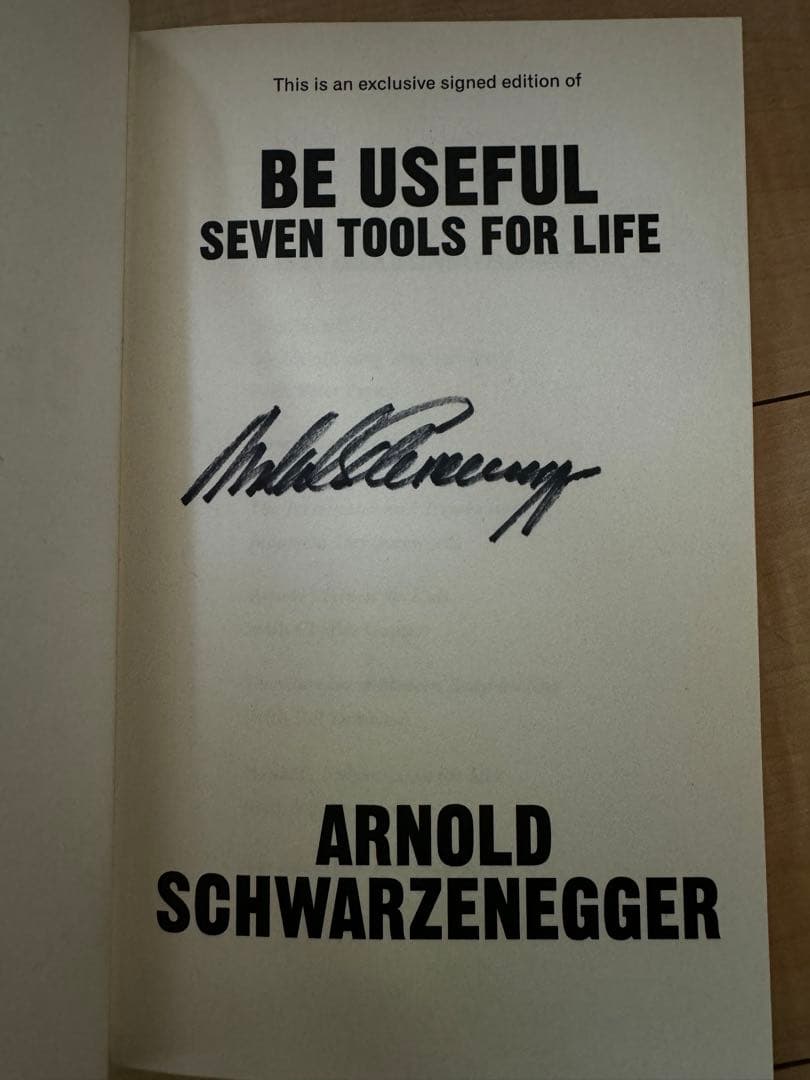 This is an exclusive signed edition of
BE USEFUL
SEVEN TOOLS FOR LIFE
ARNOLD
SCHWARZENEGGER